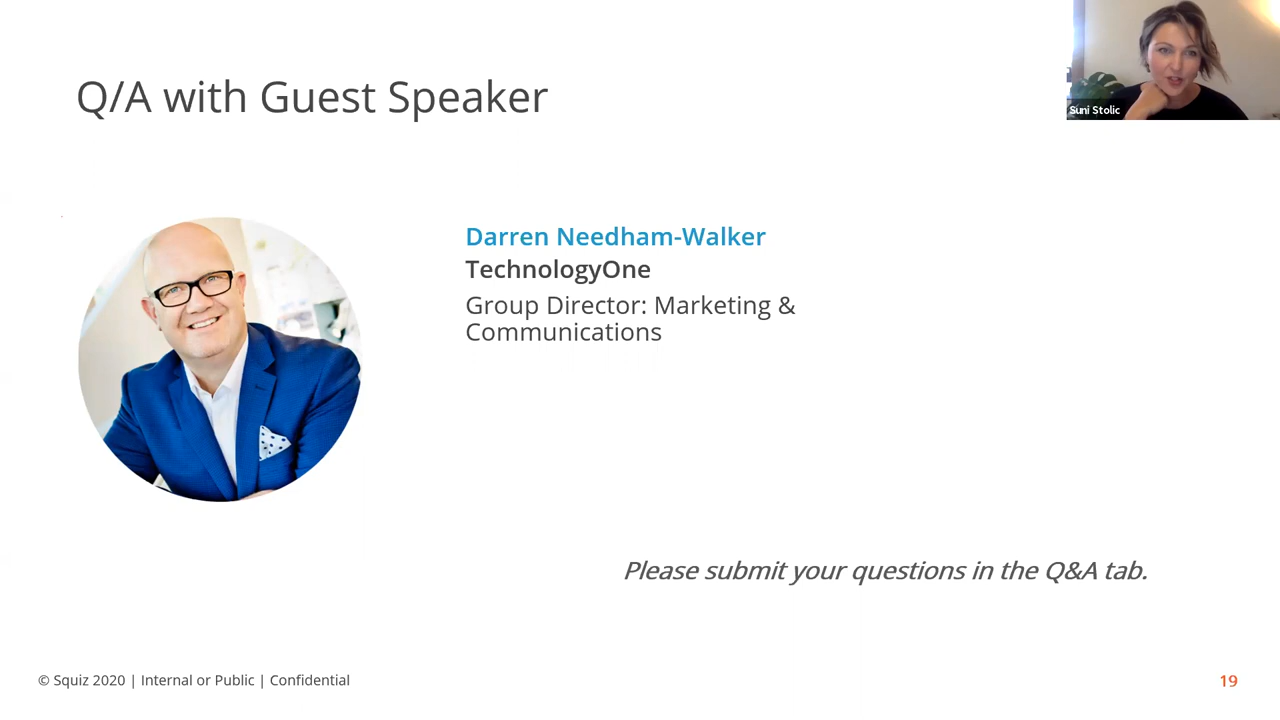 Q/A with Guest Speaker
Suni Stolic
Darren Needham-Walker
TechnologyOne
Group Director: Marketing &
Communications
Please submit your questions in the Q&A tab.
© Squiz 2020 | Internal or Public | Confidential
19